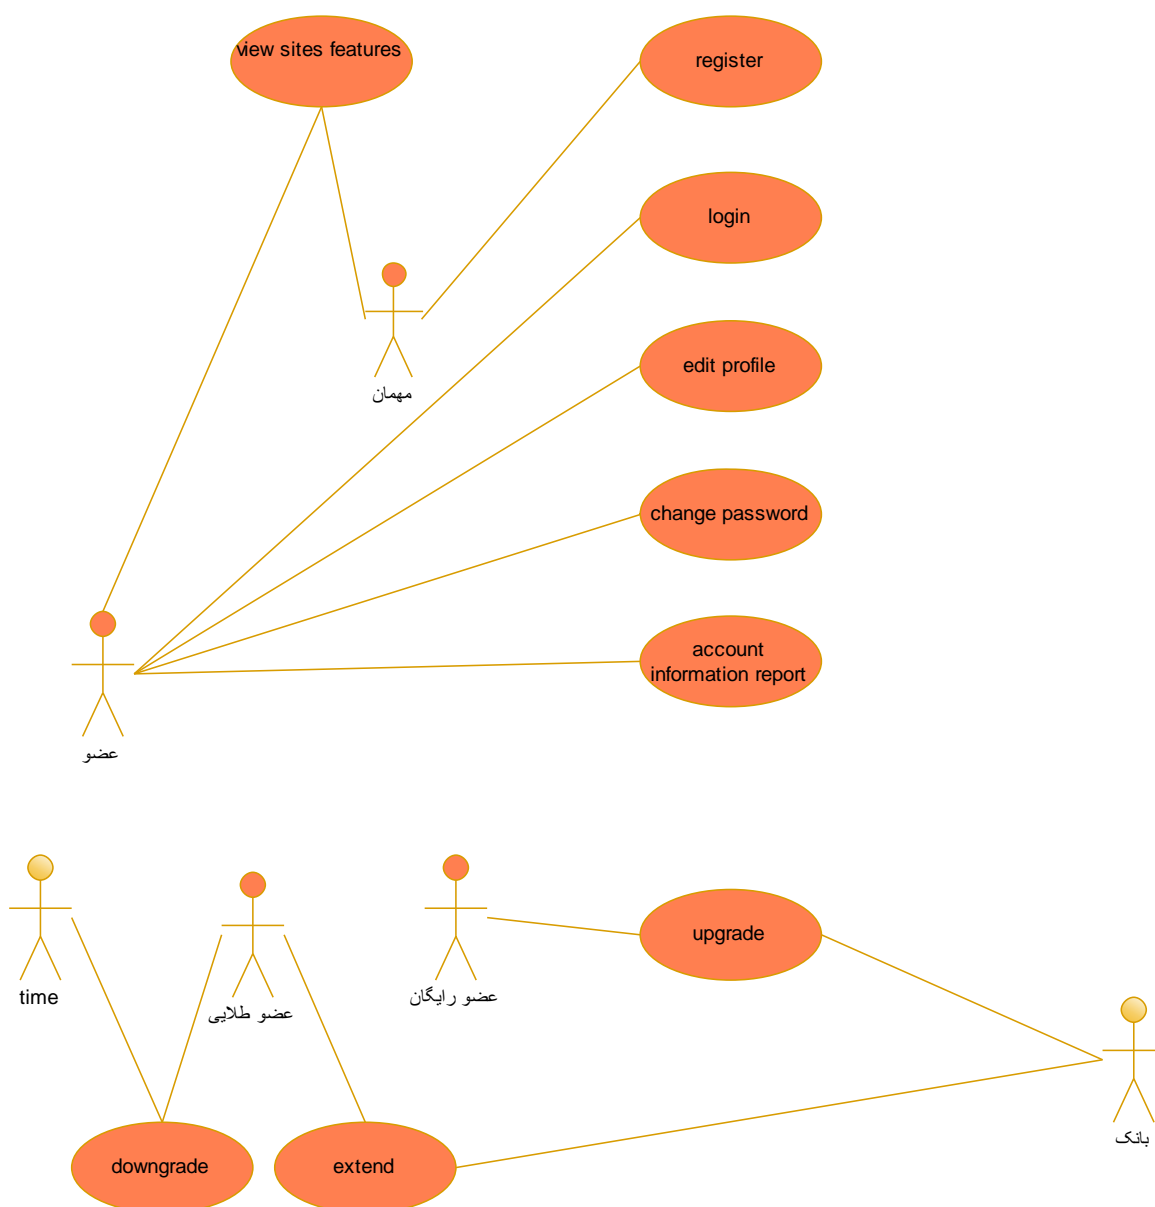 view sites features
register
login
edit profile
مهمان
change password
account
information report
عضو
upgrade
time
عضو طلایی
عضو رایگان
بانک
downgrade
extend